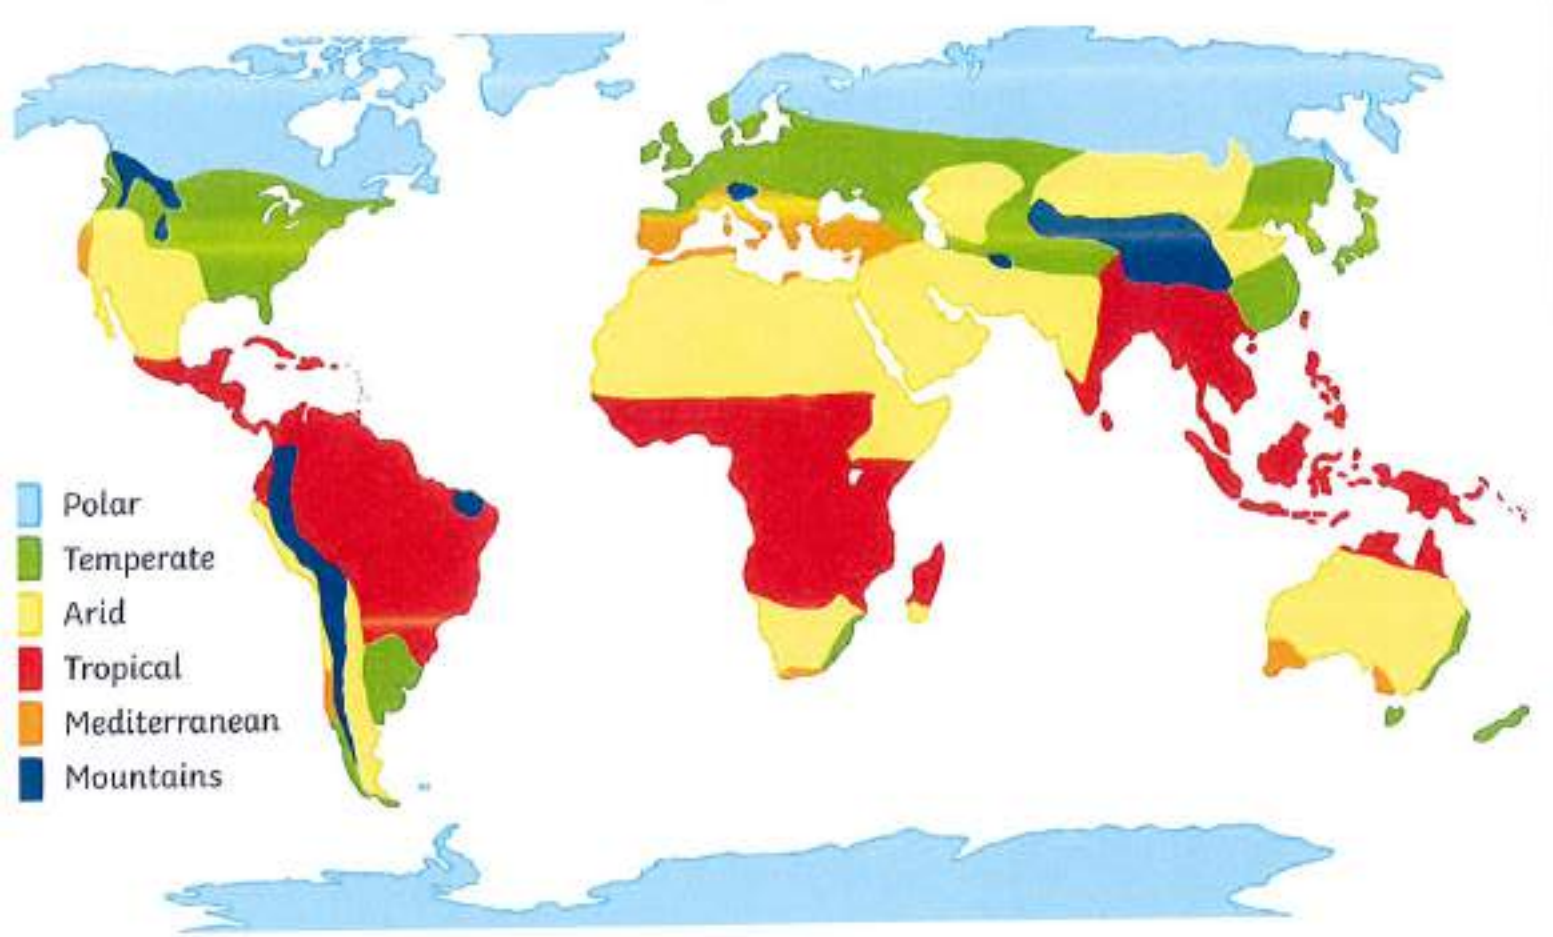 Polar
Temperate
Arid
Tropical
Mediterranean
Mountains